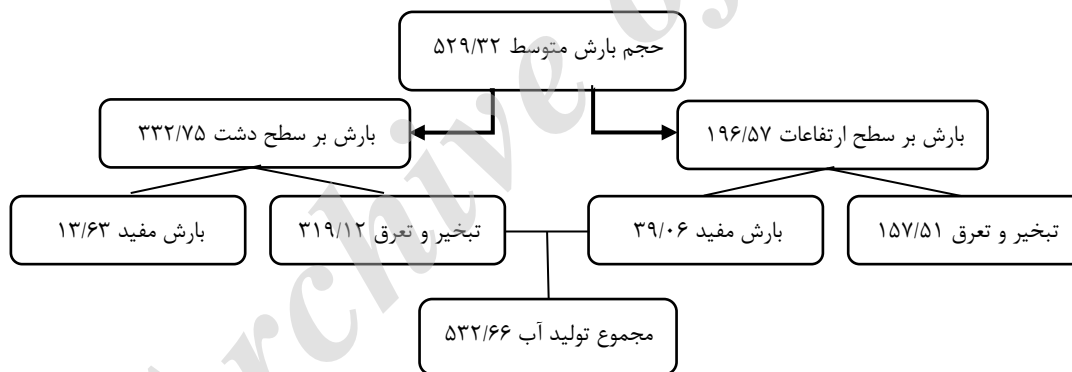 حجم بارش متوسط ۵۲۹/۳۲
بارش بر سطح ارتفاعات ۱۹۶/۵۷
بارش بر سطح دشت ۳۳۲/۷۵
تبخیر و تعرق ۱۵۷/۵۱
بارش مفید ۳۹/۰۶
تبخیر و تعرق ۳۱۹/۱۲
بارش مفید ۱۳/۶۳
مجموع تولید آب ۵۳۲/۶۶
Archive of